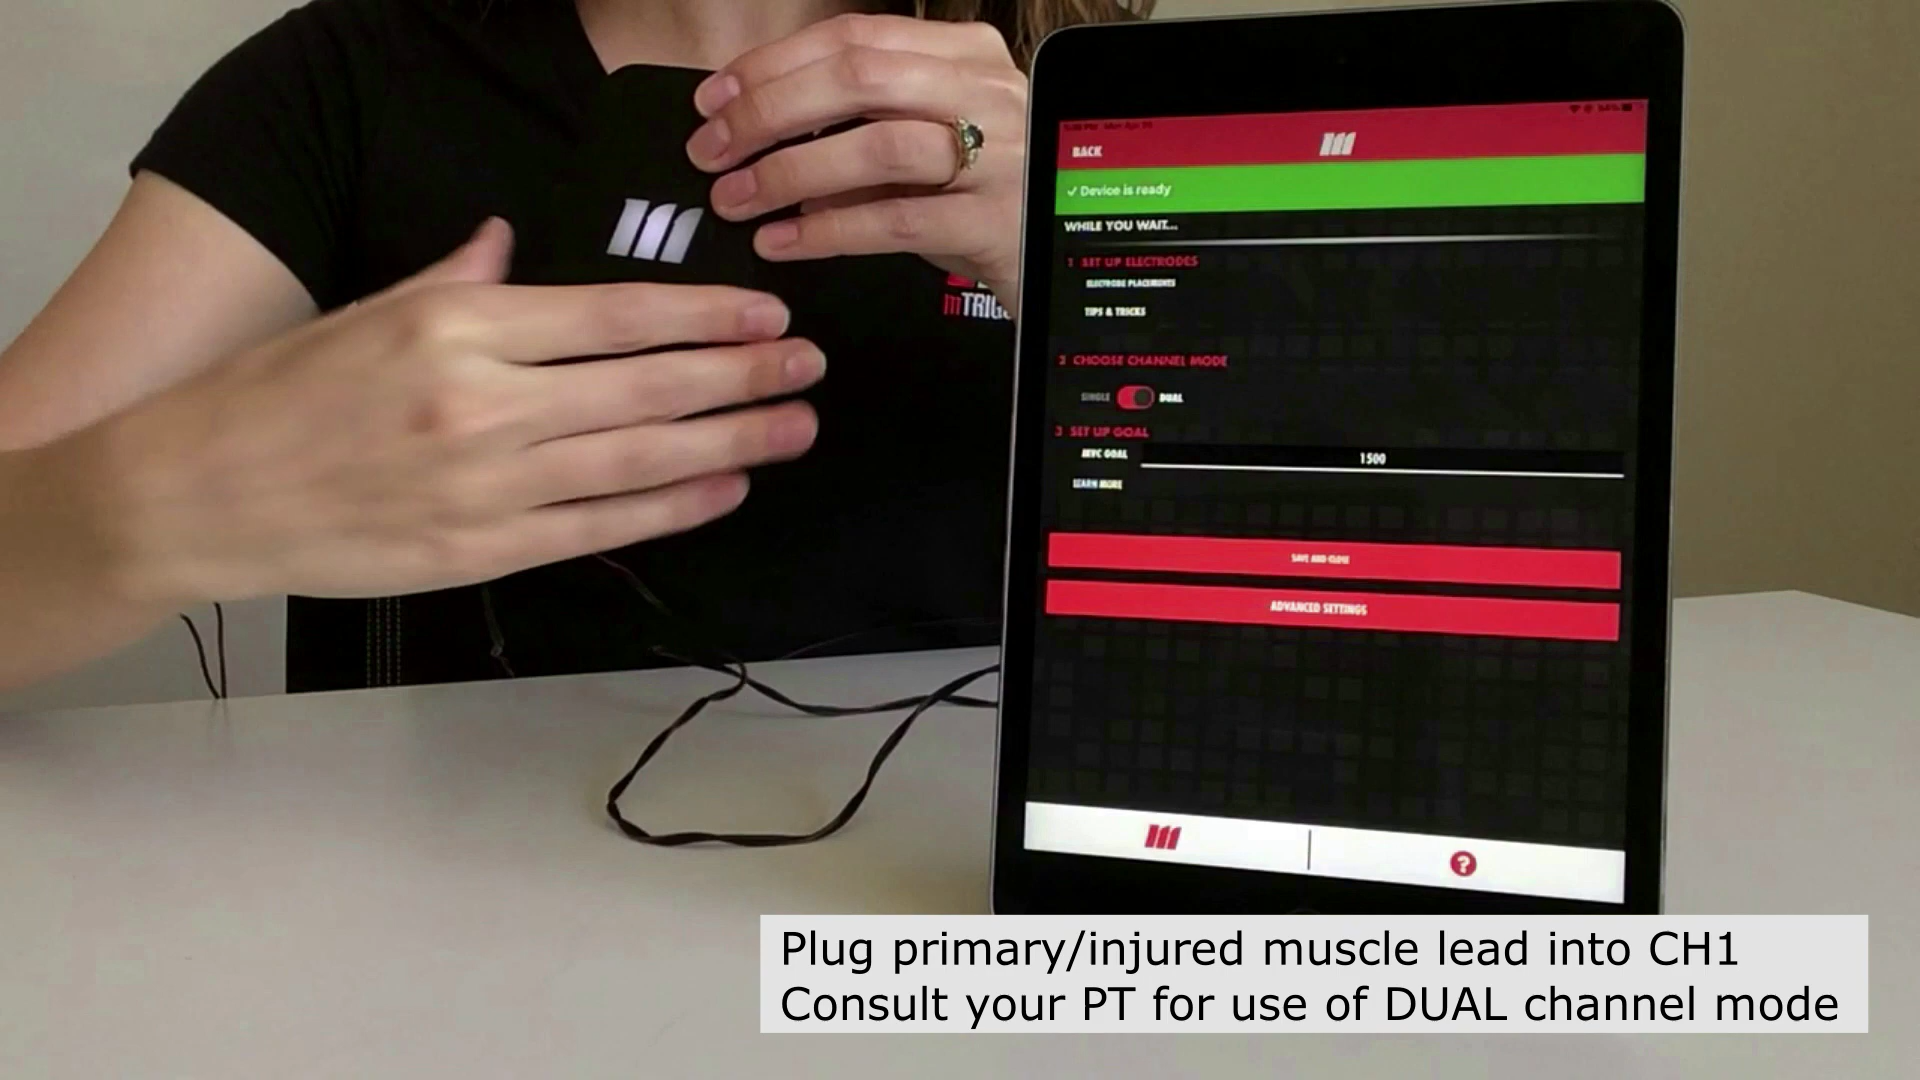 mTRIG
BACK
✓ Device is ready
WHILE YOU WAIT...
1 SET UP ELECTRODES
ELECTRODE PLACEMENTS
TIPS & TRICKS
2 CHOOSE CHANNEL MODE
SINGLE DUAL
3 SET UP GOAL
MVC GOAL 1500
LEARN MORE
SAVE AND CLOSE
ADVANCED SETTINGS
?
Plug primary/injured muscle lead into CH1
Consult your PT for use of DUAL channel mode